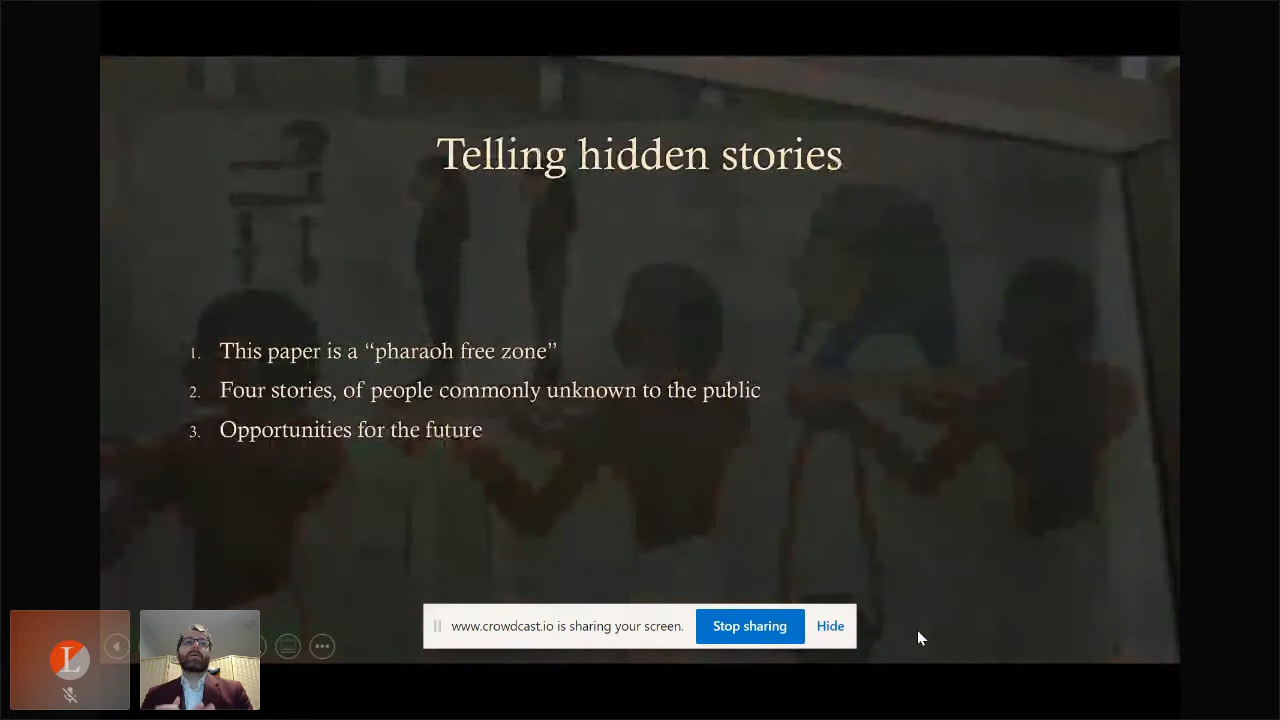 Telling hidden stories
1. This paper is a “pharaoh free zone”
2. Four stories, of people commonly unknown to the public
3. Opportunities for the future
www.crowdcast.io is sharing your screen. Stop sharing Hide
L